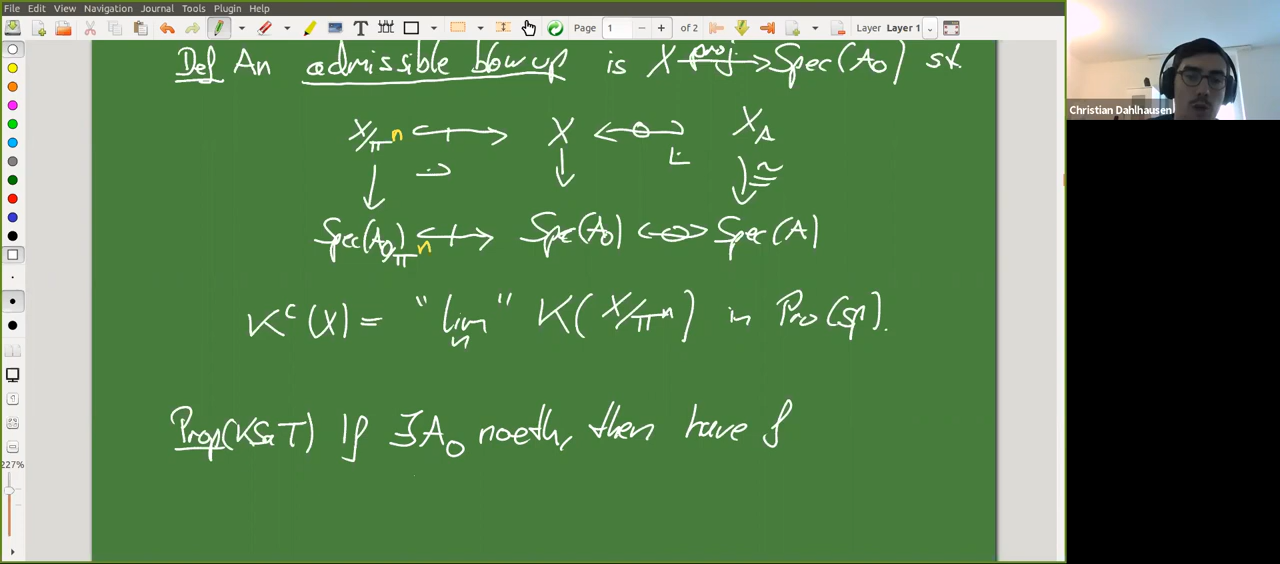 File Edit View Navigation Journal Tools Plugin Help
Page 1 of 2 Layer Layer 1
Christian Dahlhausen
Def An admissible blowup is X proj→ Spec(A₀) st.
X/πⁿ ↪ X ↩ X_A
↓ ↓ ↓ ≅
Spec(A₀)/πⁿ ↪ Spec(A₀) ↩ Spec(A)
Kᶜ(X) = "lim"ₙ K(X/πⁿ) in Pro(Sp).
Prop(KST) If ∃A₀ noeth, then have f
227%